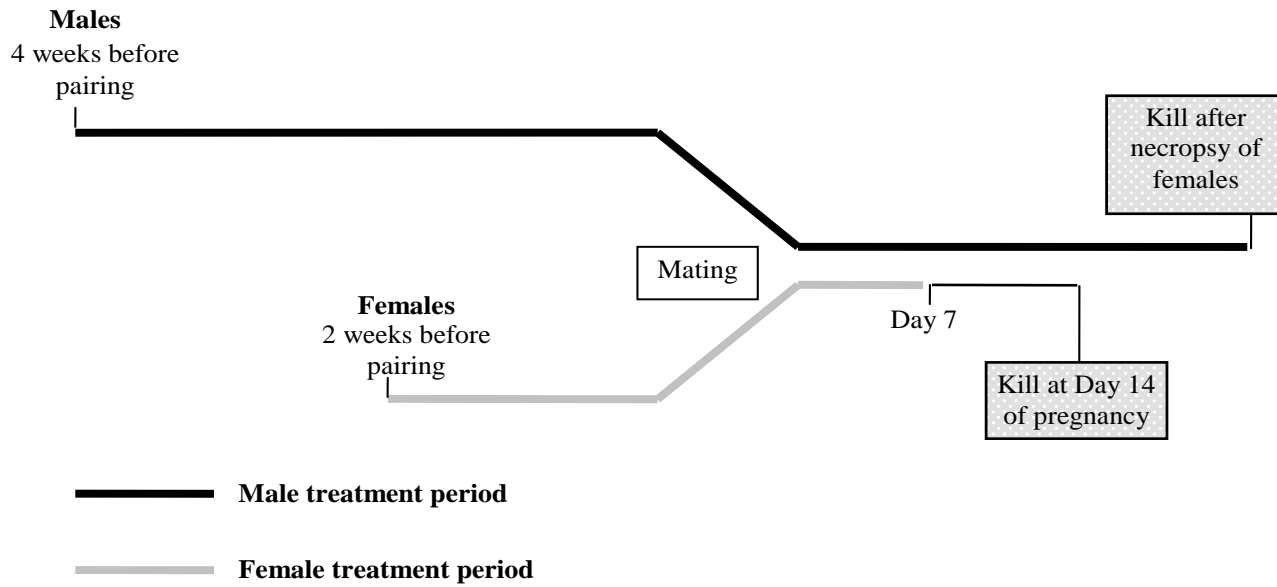 Males
4 weeks before
pairing
Kill after
necropsy of
females
Mating
Females
2 weeks before
pairing
Day 7
Kill at Day 14
of pregnancy
Male treatment period
Female treatment period